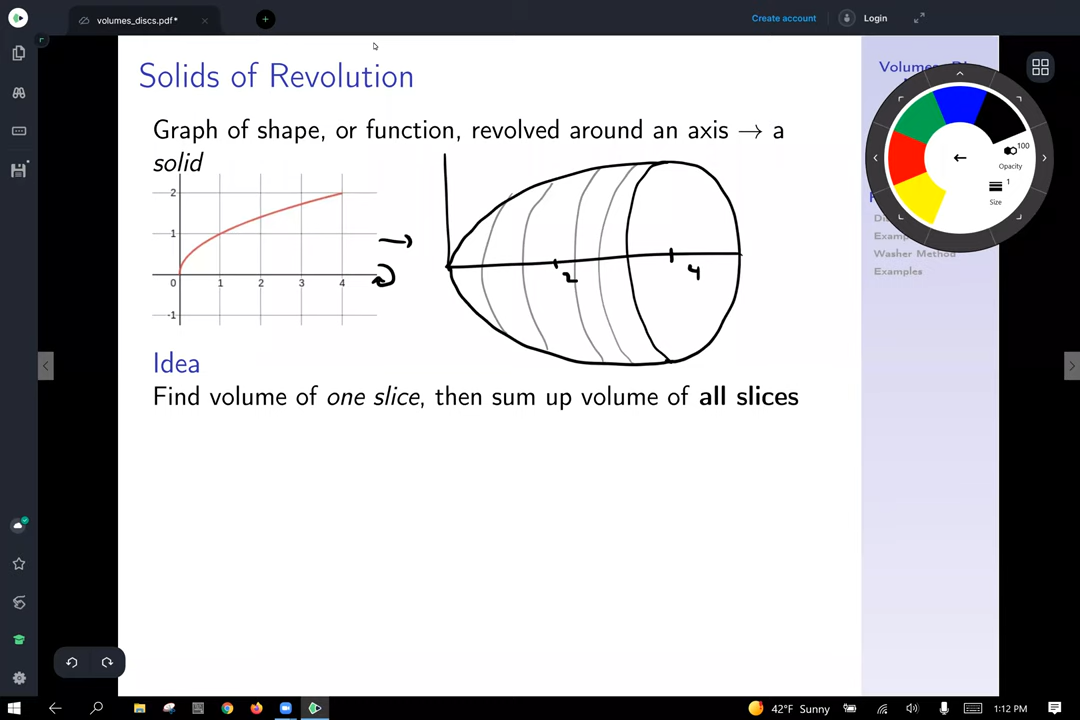 volumes_discs.pdf*
Create account
Login
Solids of Revolution
Graph of shape, or function, revolved around an axis → a
solid
2
1
0
1
2
3
4
-1
2
4
Idea
Find volume of one slice, then sum up volume of all slices
Volumes
100
Opacity
1
Size
Washer Method
Examples
42°F Sunny
1:12 PM